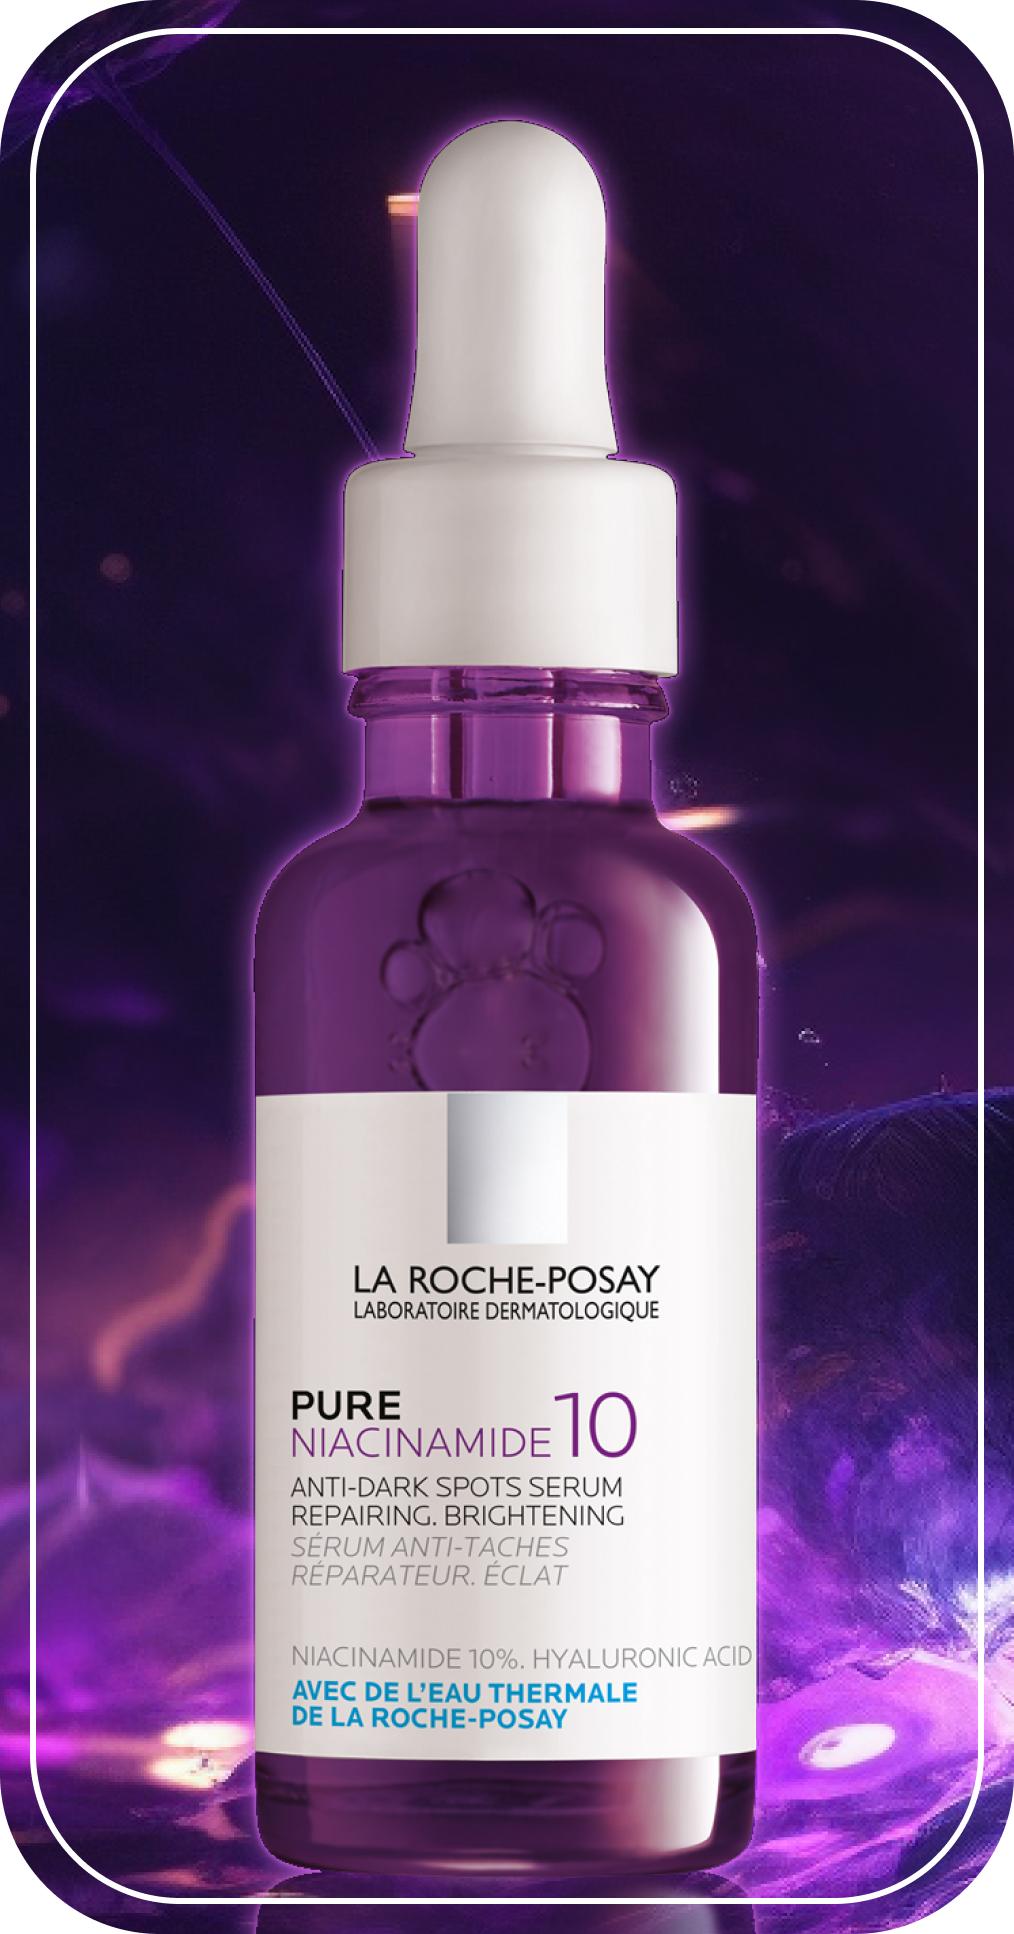 LA ROCHE-POSAY
LABORATOIRE DERMATOLOGIQUE
PURE
NIACINAMIDE 10
ANTI-DARK SPOTS SERUM
REPAIRING. BRIGHTENING
SÉRUM ANTI-TACHES
RÉPARATEUR. ÉCLAT
NIACINAMIDE 10%. HYALURONIC ACID
AVEC DE L'EAU THERMALE
DE LA ROCHE-POSAY